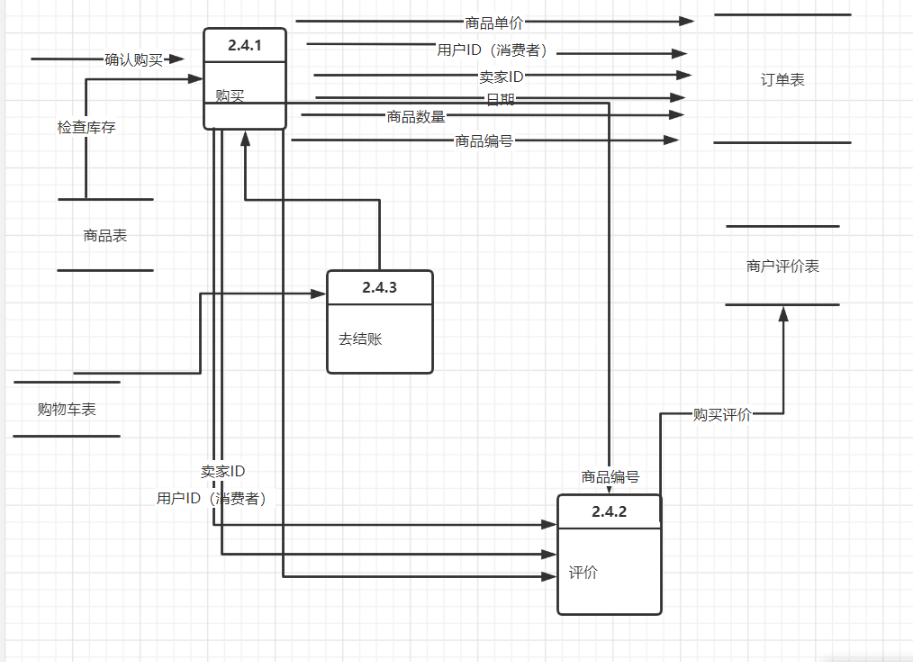 商品单价
2.4.1
用户ID（消费者）
确认购买
卖家ID
订单表
购买
日期
商品数量
检查库存
商品编号
商品表
商户评价表
2.4.3
去结账
购物车表
购买评价
卖家ID
商品编号
用户ID（消费者）
2.4.2
评价